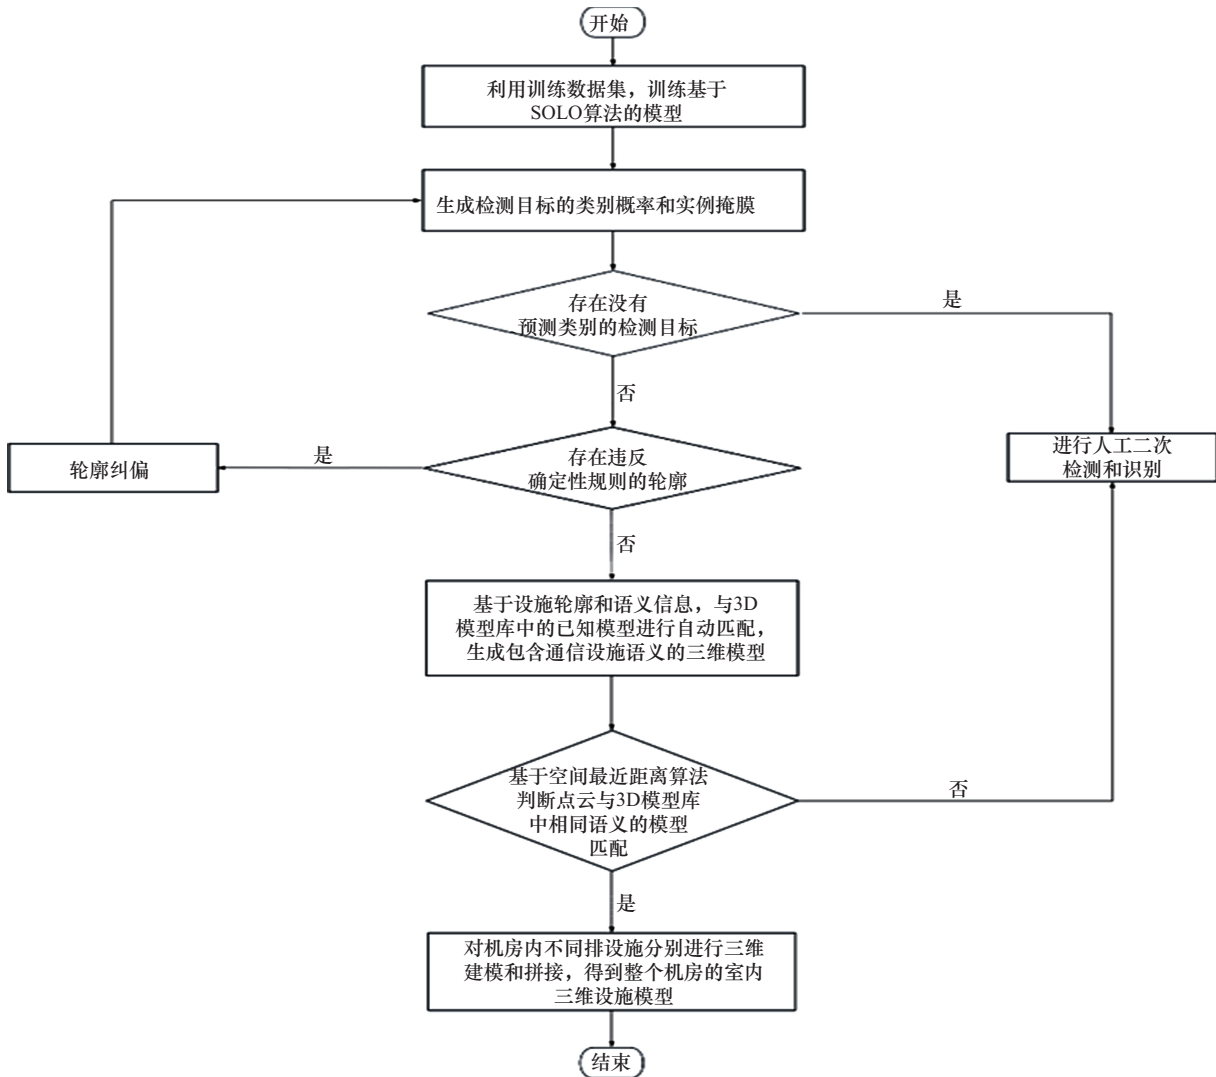 开始
利用训练数据集，训练基于
SOLO算法的模型
生成检测目标的类别概率和实例掩膜
存在没有
预测类别的检测目标
是
否
进行人工二次
检测和识别
存在违反
确定性规则的轮廓
是
轮廓纠偏
否
基于设施轮廓和语义信息，与3D
模型库中的已知模型进行自动匹配，
生成包含通信设施语义的三维模型
基于空间最近距离算法
判断点云与3D模型库
中相同语义的模型
匹配
否
是
对机房内不同排设施分别进行三维
建模和拼接，得到整个机房的室内
三维设施模型
结束